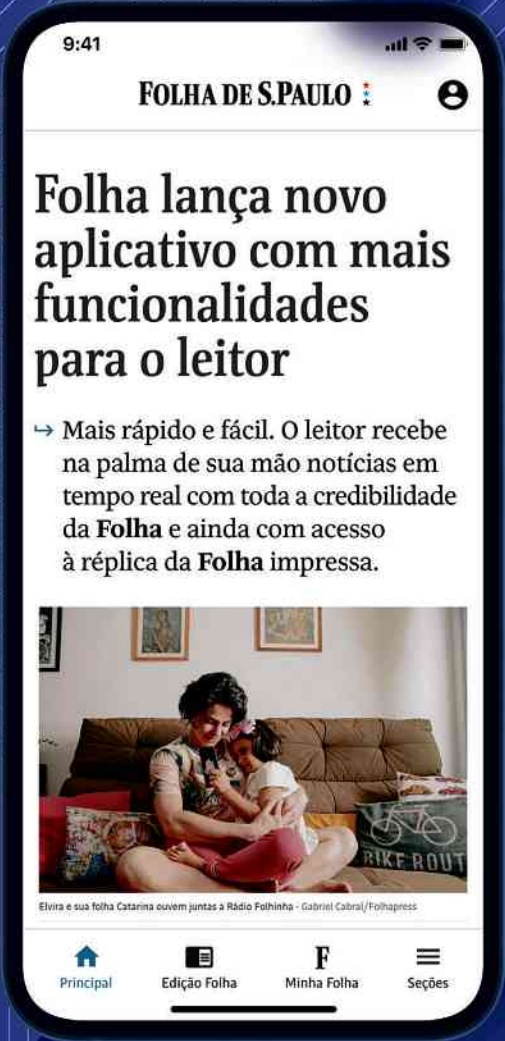 9:41
FOLHA DE S.PAULO
Folha lança novo
aplicativo com mais
funcionalidades
para o leitor
Mais rápido e fácil. O leitor recebe
na palma de sua mão notícias em
tempo real com toda a credibilidade
da Folha e ainda com acesso
à réplica da Folha impressa.
BIKE ROUT
Elvira e sua folha Catarina ouvem juntas a Rádio Folhinha - Gabriel Cabral/Folhapress
Principal Edição Folha F Minha Folha Seções